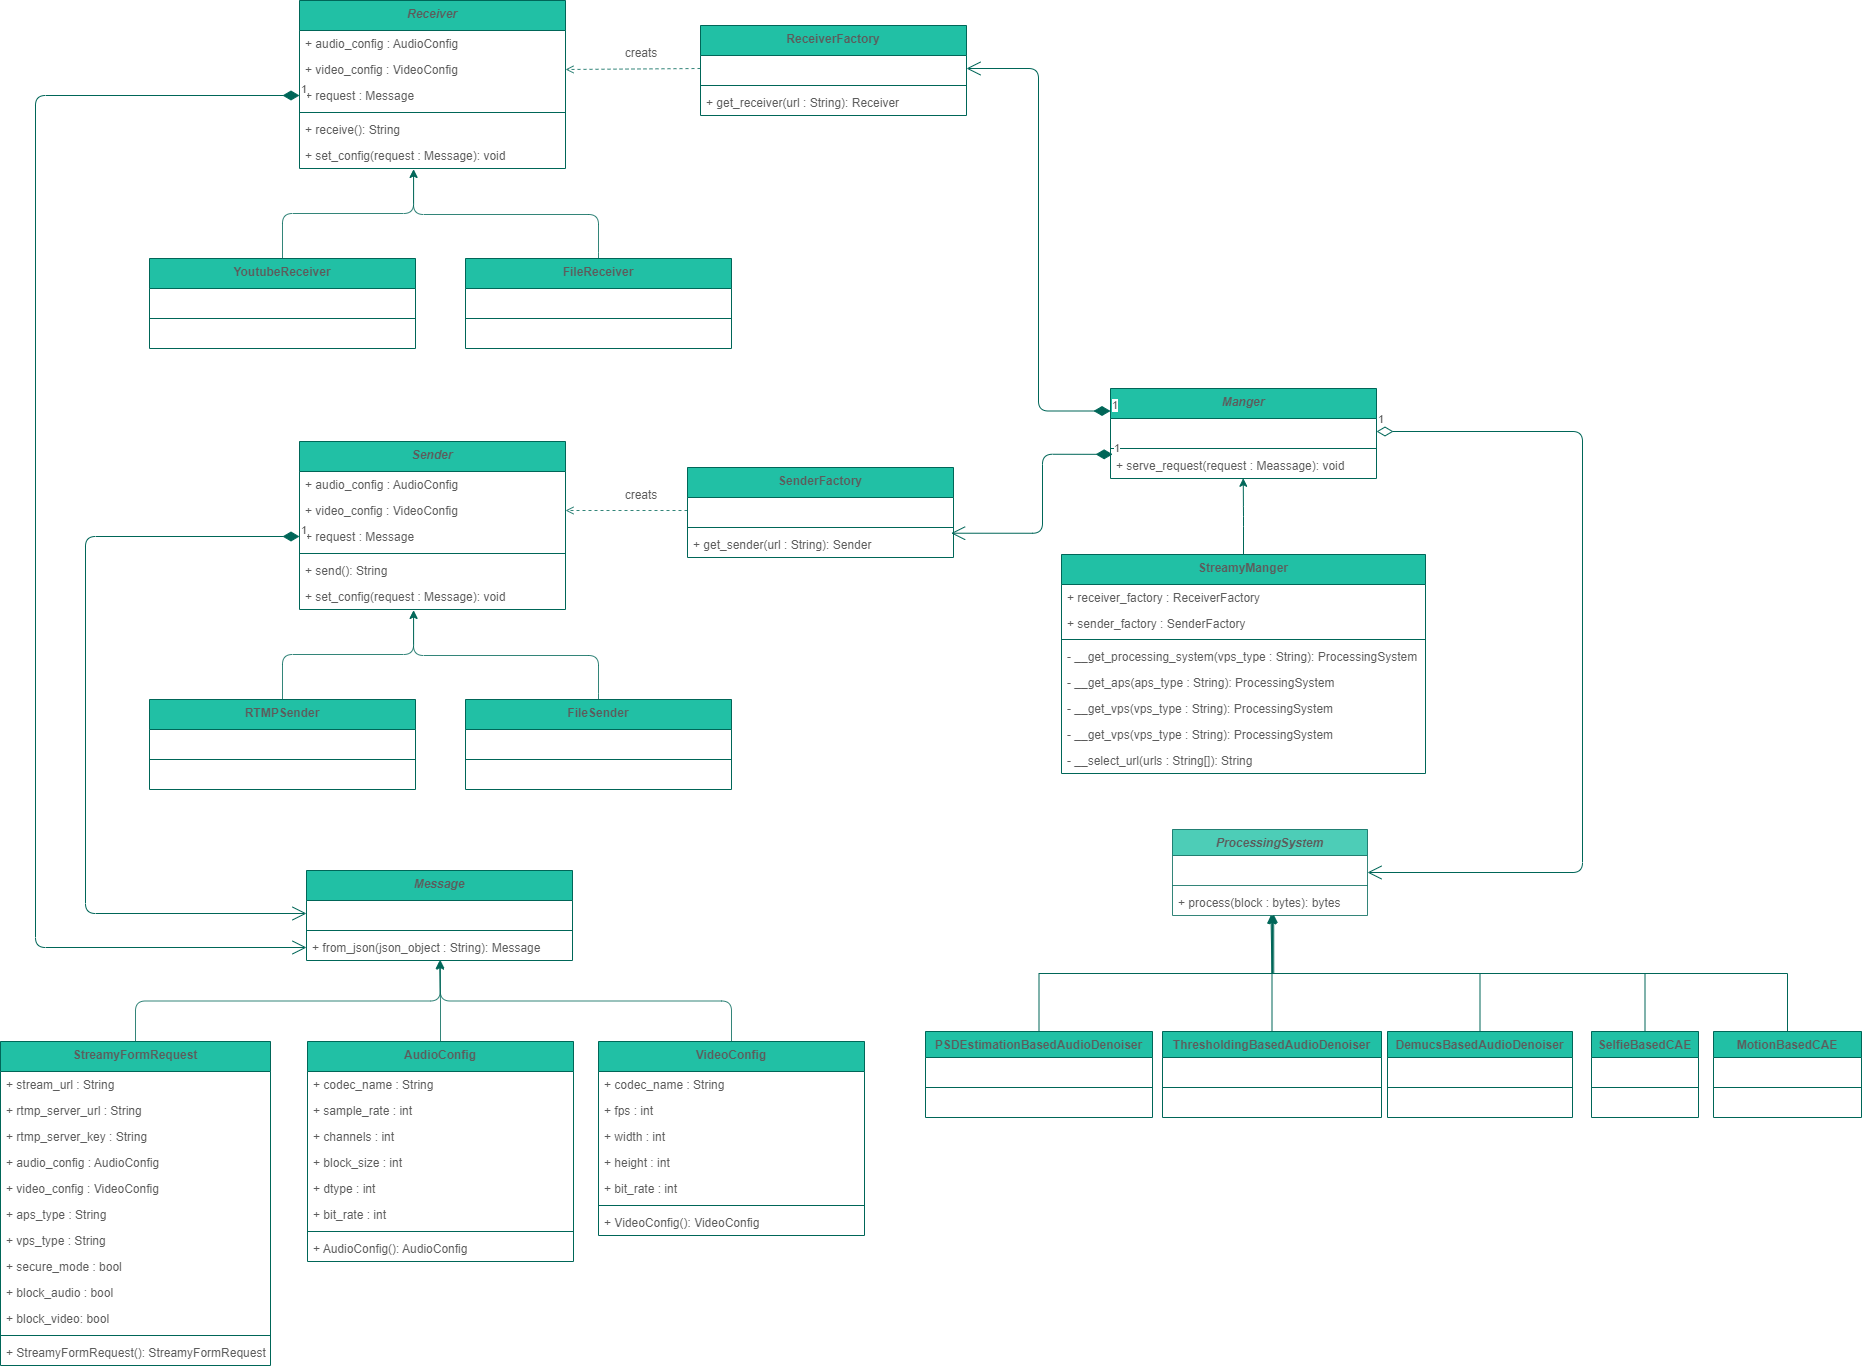 Receiver
+ audio_config : AudioConfig
+ video_config : VideoConfig
1
+ request : Message
+ receive(): String
+ set_config(request : Message): void
creats
ReceiverFactory
+ get_receiver(url : String): Receiver
YoutubeReceiver
FileReceiver
Manger
1
1
1
+ serve_request(request : Meassage): void
Sender
+ audio_config : AudioConfig
+ video_config : VideoConfig
1
+ request : Message
+ send(): String
+ set_config(request : Message): void
creats
SenderFactory
+ get_sender(url : String): Sender
StreamyManger
+ receiver_factory : ReceiverFactory
+ sender_factory : SenderFactory
- __get_processing_system(vps_type : String): ProcessingSystem
- __get_aps(aps_type : String): ProcessingSystem
- __get_vps(vps_type : String): ProcessingSystem
- __get_vps(vps_type : String): ProcessingSystem
- __select_url(urls : String[]): String
RTMPSender
FileSender
ProcessingSystem
+ process(block : bytes): bytes
Message
+ from_json(json_object : String): Message
StreamyFormRequest
+ stream_url : String
+ rtmp_server_url : String
+ rtmp_server_key : String
+ audio_config : AudioConfig
+ video_config : VideoConfig
+ aps_type : String
+ vps_type : String
+ secure_mode : bool
+ block_audio : bool
+ block_video: bool
+ StreamyFormRequest(): StreamyFormRequest
AudioConfig
+ codec_name : String
+ sample_rate : int
+ channels : int
+ block_size : int
+ dtype : int
+ bit_rate : int
+ AudioConfig(): AudioConfig
VideoConfig
+ codec_name : String
+ fps : int
+ width : int
+ height : int
+ bit_rate : int
+ VideoConfig(): VideoConfig
PSDEstimationBasedAudioDenoiser
ThresholdingBasedAudioDenoiser
DemucsBasedAudioDenoiser
SelfieBasedCAE
MotionBasedCAE